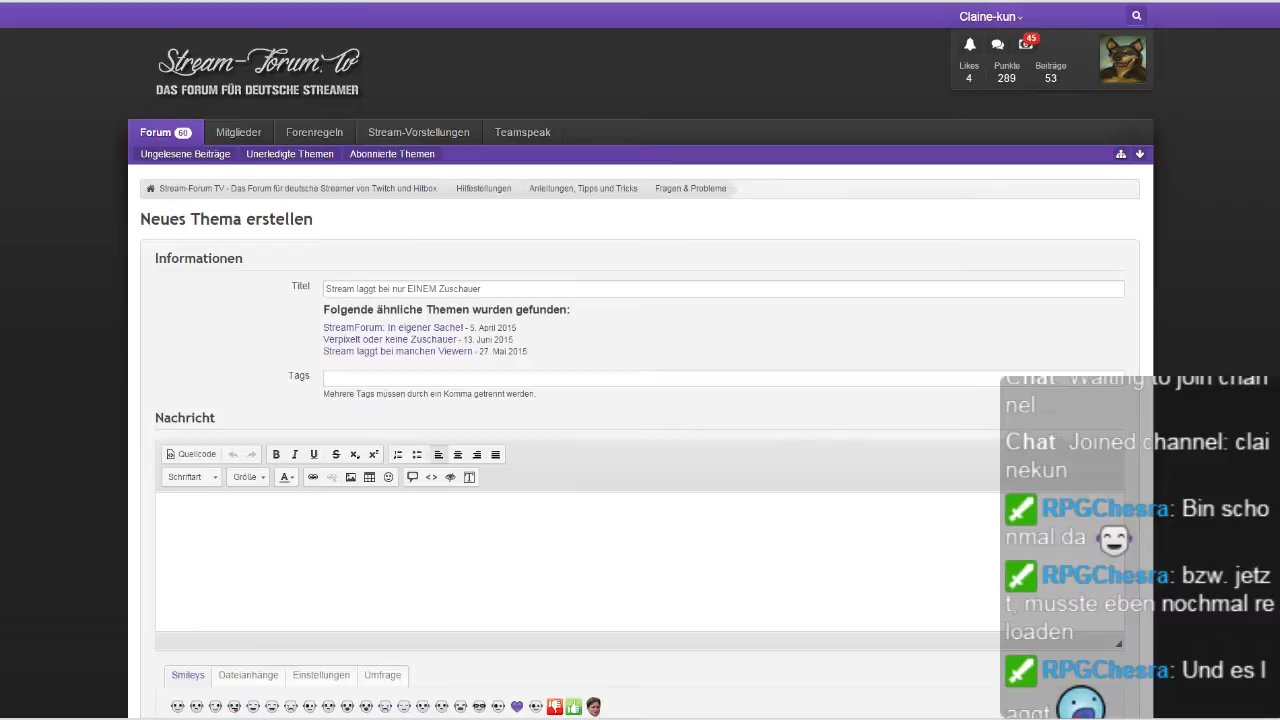 Claine-kun
45
Likes Punkte Beiträge
4 289 53
Stream-Forum.tv
DAS FORUM FÜR DEUTSCHE STREAMER
Forum 60 Mitglieder Forenregeln Stream-Vorstellungen Teamspeak
Ungelesene Beiträge Unerledigte Themen Abonnierte Themen
Stream-Forum TV - Das Forum für deutsche Streamer von Twitch und Hitbox Hilfestellungen Anleitungen, Tipps und Tricks Fragen & Probleme
Neues Thema erstellen
Informationen
Titel Stream laggt bei nur EINEM Zuschauer
Folgende ähnliche Themen wurden gefunden:
StreamForum: In eigener Sache! - 5. April 2015
Verpixelt oder keine Zuschauer - 13. Juni 2015
Stream laggt bei manchen Viewern - 27. Mai 2015
Tags
Mehrere Tags müssen durch ein Komma getrennt werden.
Nachricht
Quellcode B I U S x₂ x²
Schriftart Größe A
Smileys Dateianhänge Einstellungen Umfrage
Chat Waiting to join chan
nel
Chat Joined channel: clai
nekun
RPGChesra: Bin scho
nmal da
RPGChesra: bzw. jetz
t, musste eben nochmal re
loaden
RPGChesra: Und es l
aggt